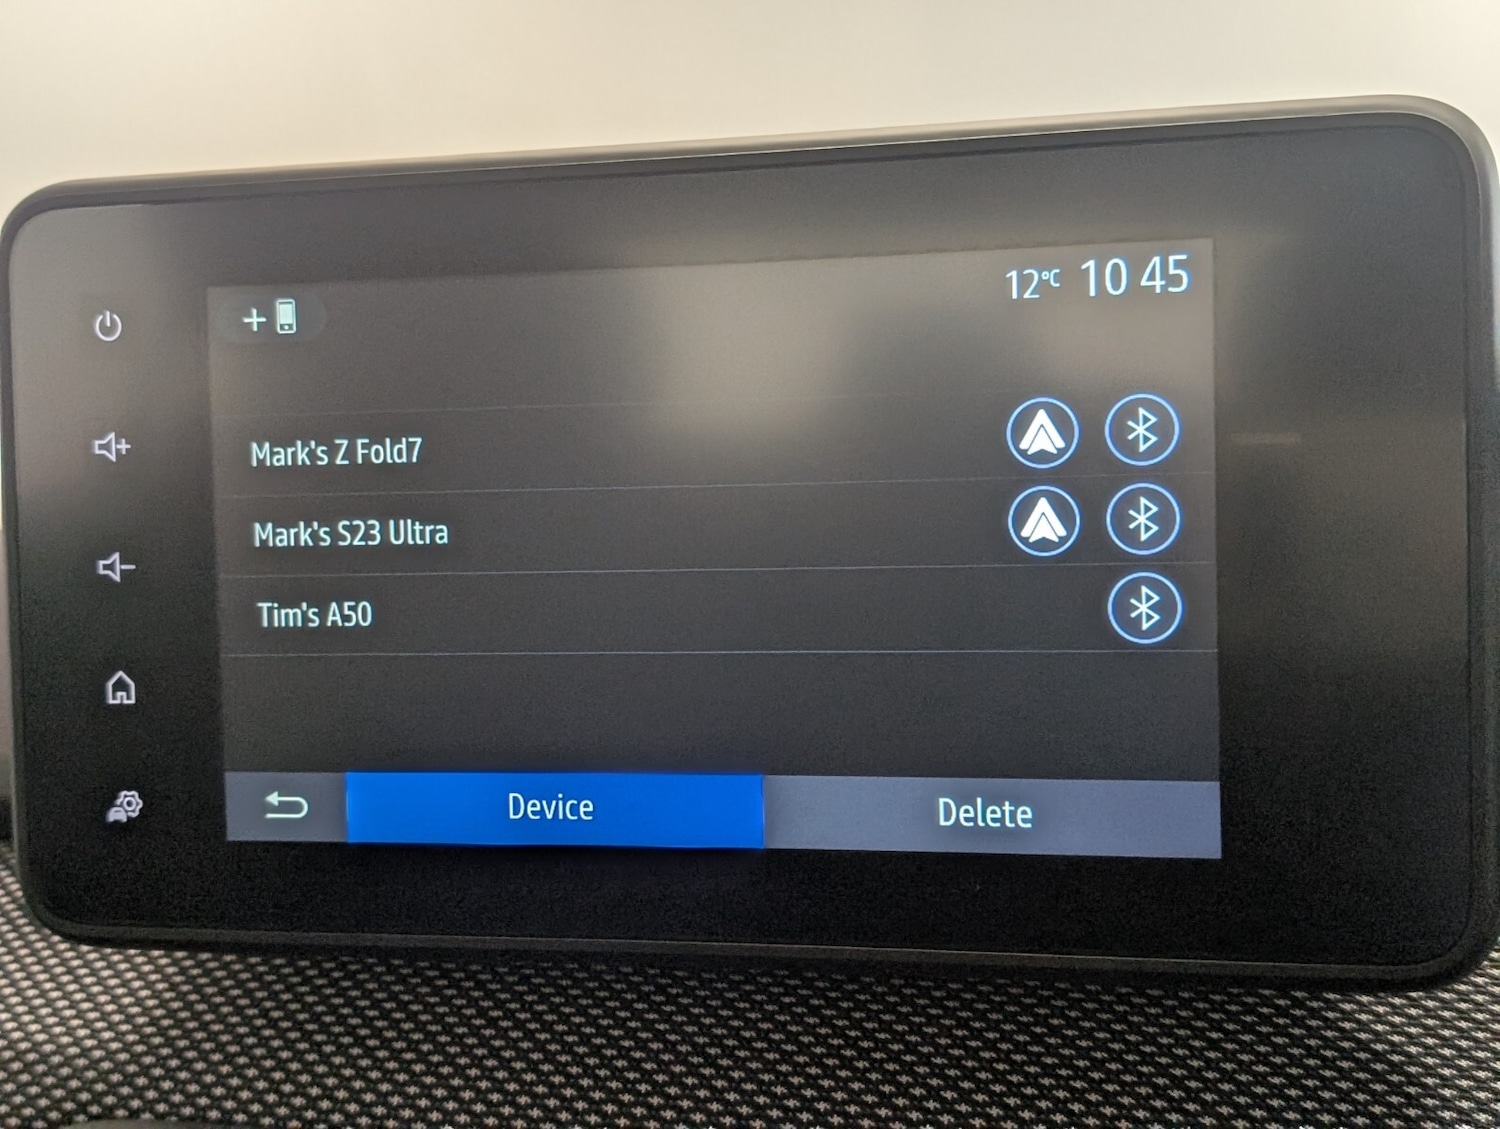 12°C 10 45
Mark's Z Fold7
Mark's S23 Ultra
Tim's A50
Device
Delete